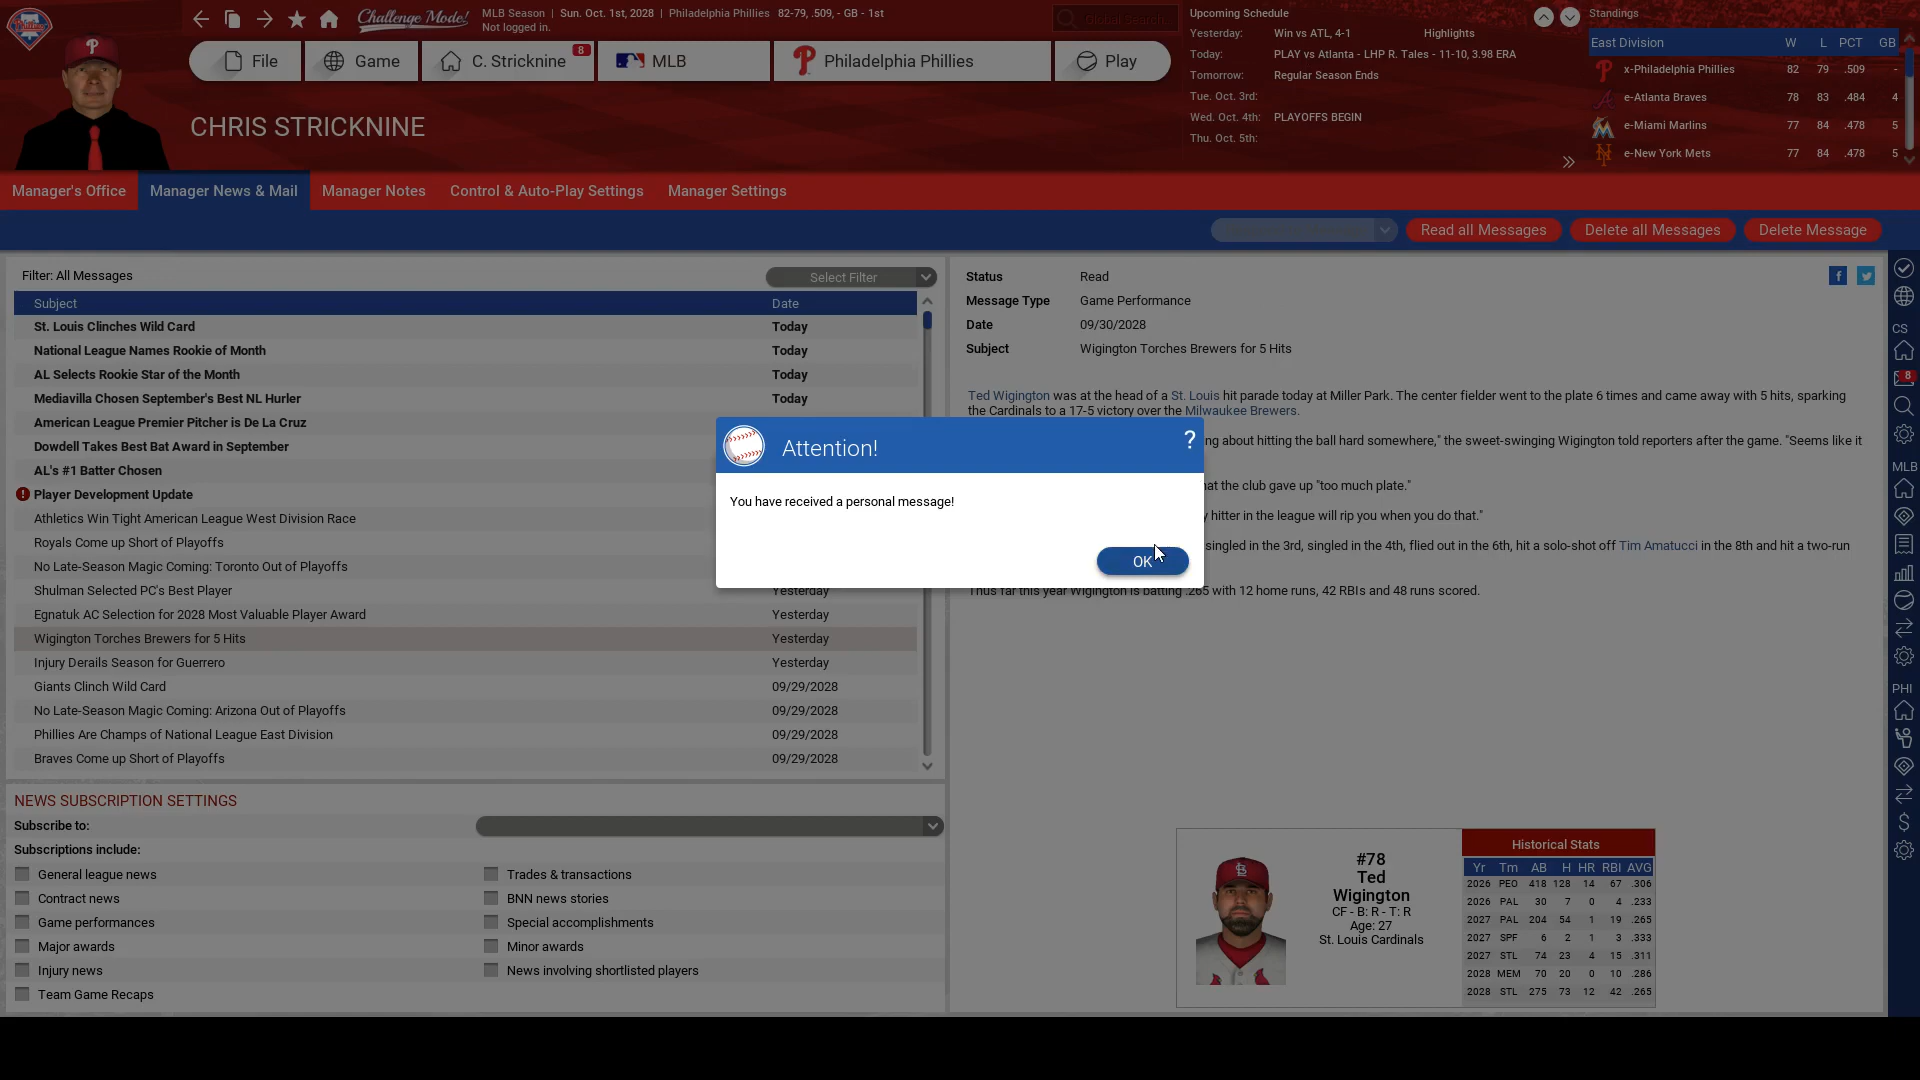 Challenge Mode!
MLB Season | Sun. Oct. 1st, 2028 | Philadelphia Phillies 82-79, .509, - GB - 1st
Not logged in.
Global Search...
File
Game
C. Stricknine
8
MLB
Philadelphia Phillies
Play
CHRIS STRICKNINE
Upcoming Schedule
Yesterday: Win vs ATL, 4-1 Highlights
Today: PLAY vs Atlanta - LHP R. Tales - 11-10, 3.98 ERA
Tomorrow: Regular Season Ends
Tue. Oct. 3rd:
Wed. Oct. 4th: PLAYOFFS BEGIN
Thu. Oct. 5th:
Standings
East Division W L PCT GB
x-Philadelphia Phillies 82 79 .509 -
e-Atlanta Braves 78 83 .484 4
e-Miami Marlins 77 84 .478 5
e-New York Mets 77 84 .478 5
Manager's Office Manager News & Mail Manager Notes Control & Auto-Play Settings Manager Settings
Read all Messages Delete all Messages Delete Message
Filter: All Messages
Select Filter
Subject Date
St. Louis Clinches Wild Card Today
National League Names Rookie of Month Today
AL Selects Rookie Star of the Month Today
Mediavilla Chosen September's Best NL Hurler Today
American League Premier Pitcher is De La Cruz
Dowdell Takes Best Bat Award in September
AL's #1 Batter Chosen
Player Development Update
Athletics Win Tight American League West Division Race
Royals Come up Short of Playoffs
No Late-Season Magic Coming: Toronto Out of Playoffs
Shulman Selected PC's Best Player Yesterday
Egnatuk AC Selection for 2028 Most Valuable Player Award Yesterday
Wigington Torches Brewers for 5 Hits Yesterday
Injury Derails Season for Guerrero Yesterday
Giants Clinch Wild Card 09/29/2028
No Late-Season Magic Coming: Arizona Out of Playoffs 09/29/2028
Phillies Are Champs of National League East Division 09/29/2028
Braves Come up Short of Playoffs 09/29/2028
NEWS SUBSCRIPTION SETTINGS
Subscribe to:
Subscriptions include:
General league news Trades & transactions
Contract news BNN news stories
Game performances Special accomplishments
Major awards Minor awards
Injury news News involving shortlisted players
Team Game Recaps
Status Read
Message Type Game Performance
Date 09/30/2028
Subject Wigington Torches Brewers for 5 Hits
Ted Wigington was at the head of a St. Louis hit parade today at Miller Park. The center fielder went to the plate 6 times and came away with 5 hits, sparking
the Cardinals to a 17-5 victory over the Milwaukee Brewers.
ng about hitting the ball hard somewhere," the sweet-swinging Wigington told reporters after the game. "Seems like it
at the club gave up "too much plate."
hitter in the league will rip you when you do that."
singled in the 3rd, singled in the 4th, flied out in the 6th, hit a solo-shot off Tim Amatucci in the 8th and hit a two-run
Thus far this year Wigington is batting .265 with 12 home runs, 42 RBIs and 48 runs scored.
Attention!
?
You have received a personal message!
OK
#78
Ted
Wigington
CF - B: R - T: R
Age: 27
St. Louis Cardinals
Historical Stats
Yr Tm AB H HR RBI AVG
2026 PEO 418 128 14 67 .306
2026 PAL 30 7 0 4 .233
2027 PAL 204 54 1 19 .265
2027 SPF 6 2 1 3 .333
2027 STL 74 23 4 15 .311
2028 MEM 70 20 0 10 .286
2028 STL 275 73 12 42 .265
CS
8
MLB
PHI